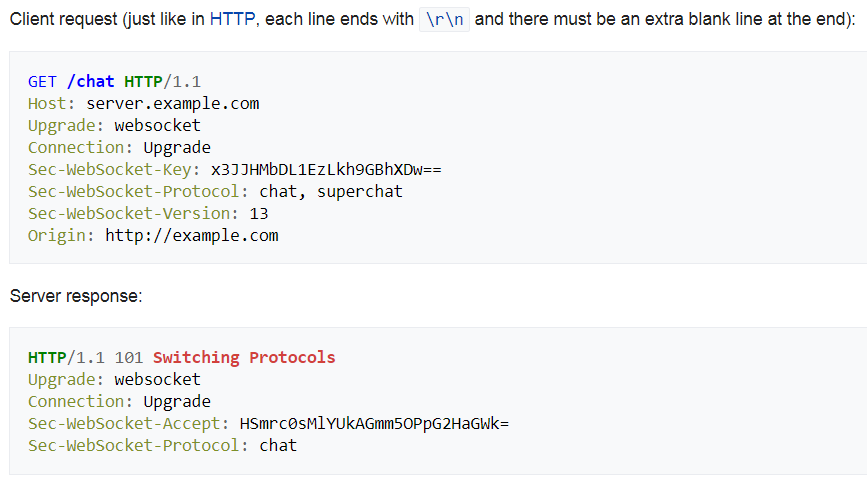 Client request (just like in HTTP, each line ends with \r\n and there must be an extra blank line at the end):
GET /chat HTTP/1.1
Host: server.example.com
Upgrade: websocket
Connection: Upgrade
Sec-WebSocket-Key: x3JJHMbDL1EzLkh9GBhXDw==
Sec-WebSocket-Protocol: chat, superchat
Sec-WebSocket-Version: 13
Origin: http://example.com
Server response:
HTTP/1.1 101 Switching Protocols
Upgrade: websocket
Connection: Upgrade
Sec-WebSocket-Accept: HSmrc0sMlYUkAGmm5OPpG2HaGWk=
Sec-WebSocket-Protocol: chat